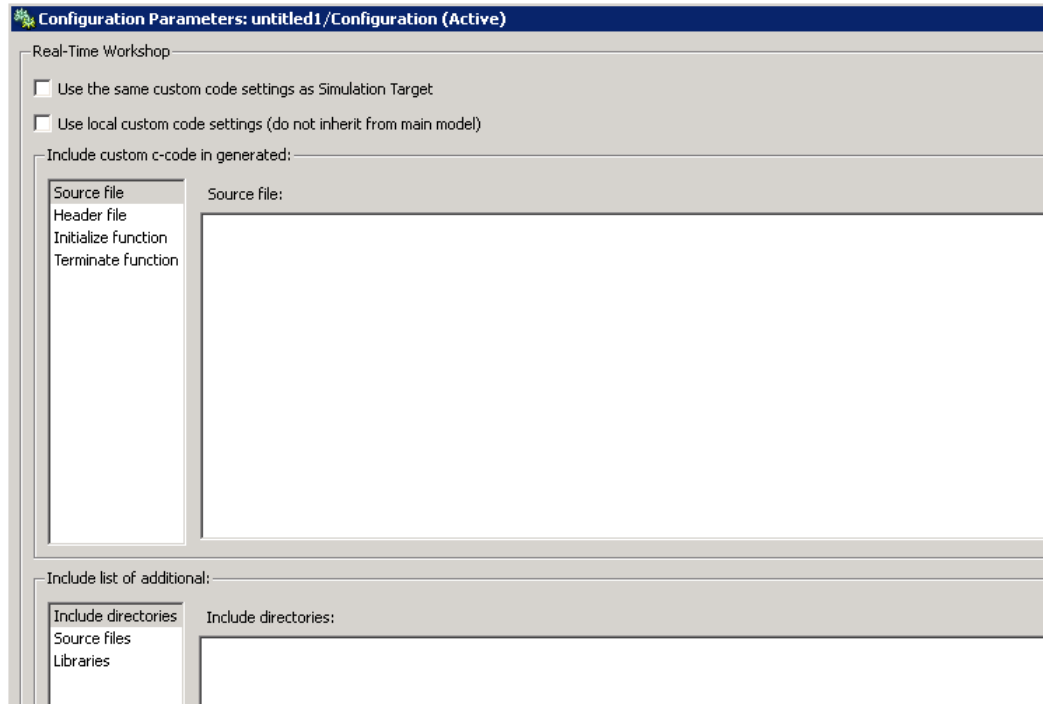 Configuration Parameters: untitled1/Configuration (Active)
Real-Time Workshop
Use the same custom code settings as Simulation Target
Use local custom code settings (do not inherit from main model)
Include custom c-code in generated:
Source file
Header file
Initialize function
Terminate function
Source file:
Include list of additional:
Include directories
Source files
Libraries
Include directories: